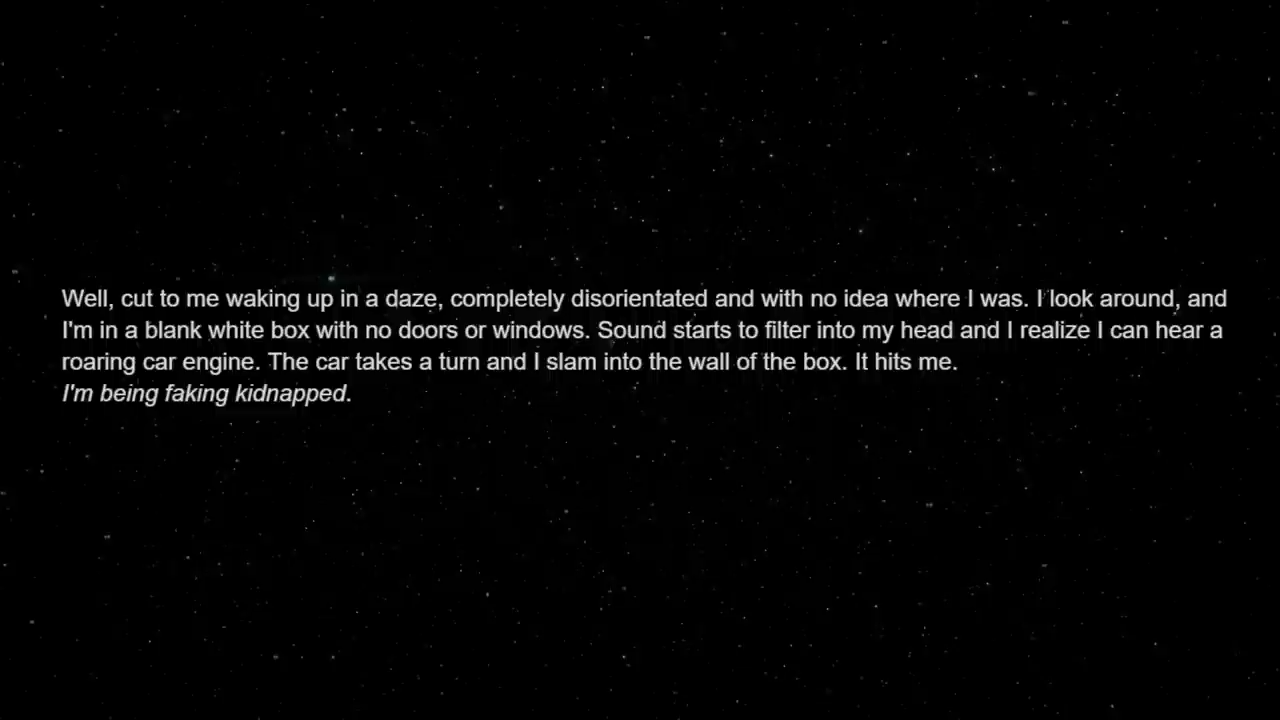 Well, cut to me waking up in a daze, completely disorientated and with no idea where I was. I look around, and
I'm in a blank white box with no doors or windows. Sound starts to filter into my head and I realize I can hear a
roaring car engine. The car takes a turn and I slam into the wall of the box. It hits me.
I'm being faking kidnapped.